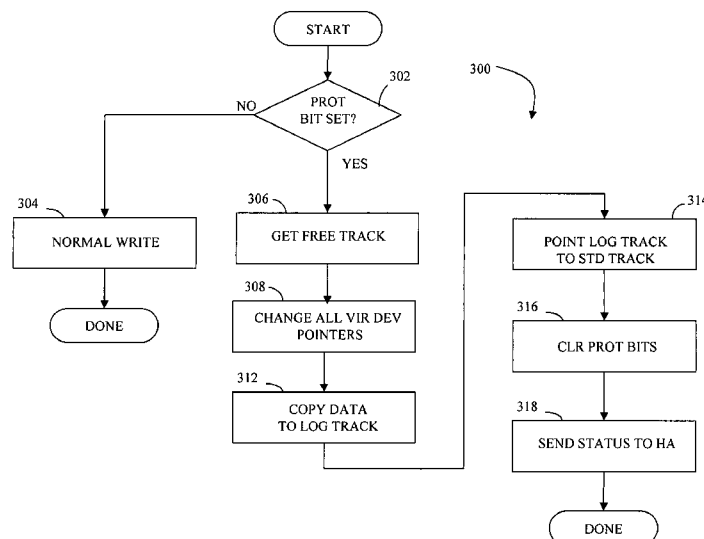 START
302
300
PROT
BIT SET?
NO
YES
304
NORMAL WRITE
DONE
306
GET FREE TRACK
308
CHANGE ALL VIR DEV
POINTERS
312
COPY DATA
TO LOG TRACK
314
POINT LOG TRACK
TO STD TRACK
316
CLR PROT BITS
318
SEND STATUS TO HA
DONE